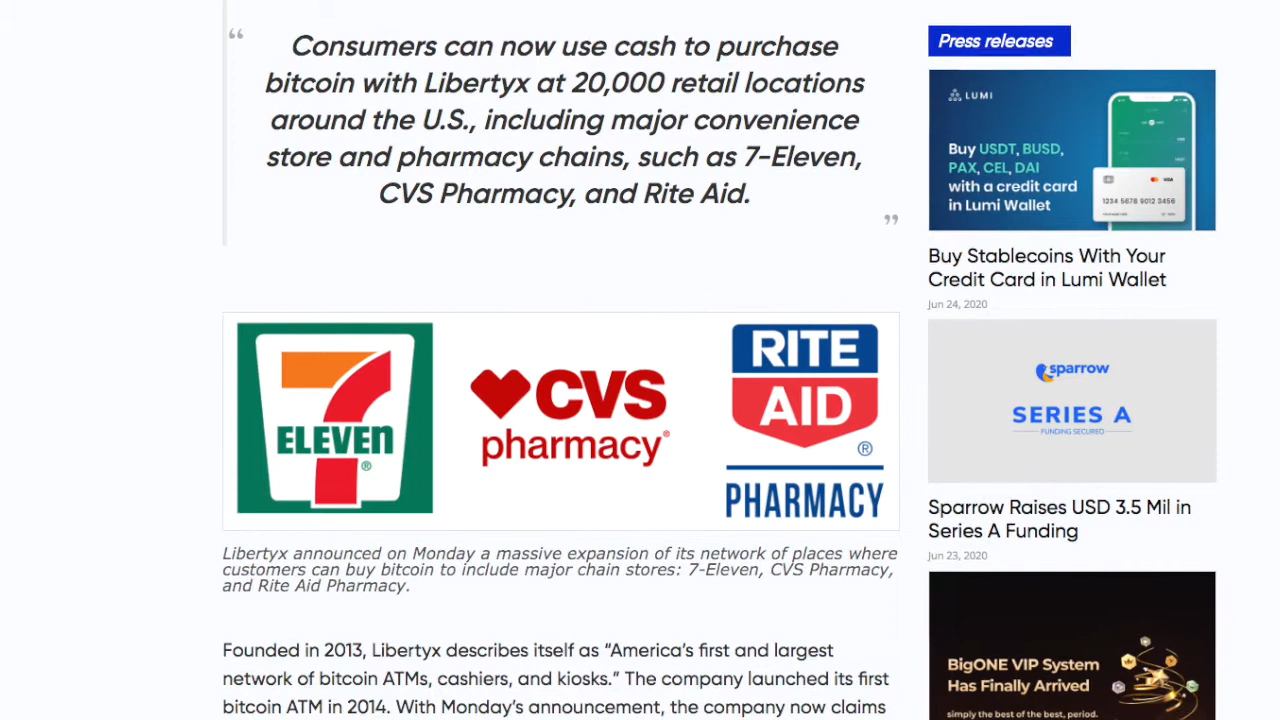 “
Consumers can now use cash to purchase
bitcoin with Libertyx at 20,000 retail locations
around the U.S., including major convenience
store and pharmacy chains, such as 7-Eleven,
CVS Pharmacy, and Rite Aid.
”
7
ELEVEN
®
CVS
pharmacy®
RITE
AID
®
PHARMACY
Libertyx announced on Monday a massive expansion of its network of places where
customers can buy bitcoin to include major chain stores: 7-Eleven, CVS Pharmacy,
and Rite Aid Pharmacy.
Founded in 2013, Libertyx describes itself as “America’s first and largest
network of bitcoin ATMs, cashiers, and kiosks.” The company launched its first
bitcoin ATM in 2014. With Monday’s announcement, the company now claims
Press releases
LUMI
Buy USDT, BUSD,
PAX, CEL, DAI
with a credit card
in Lumi Wallet
VISA
1234 5678 9012 3456
Buy Stablecoins With Your
Credit Card in Lumi Wallet
Jun 24, 2020
sparrow
SERIES A
FUNDING SECURED
Sparrow Raises USD 3.5 Mil in
Series A Funding
Jun 23, 2020
BigONE VIP System
Has Finally Arrived
simply the best of the best, period.